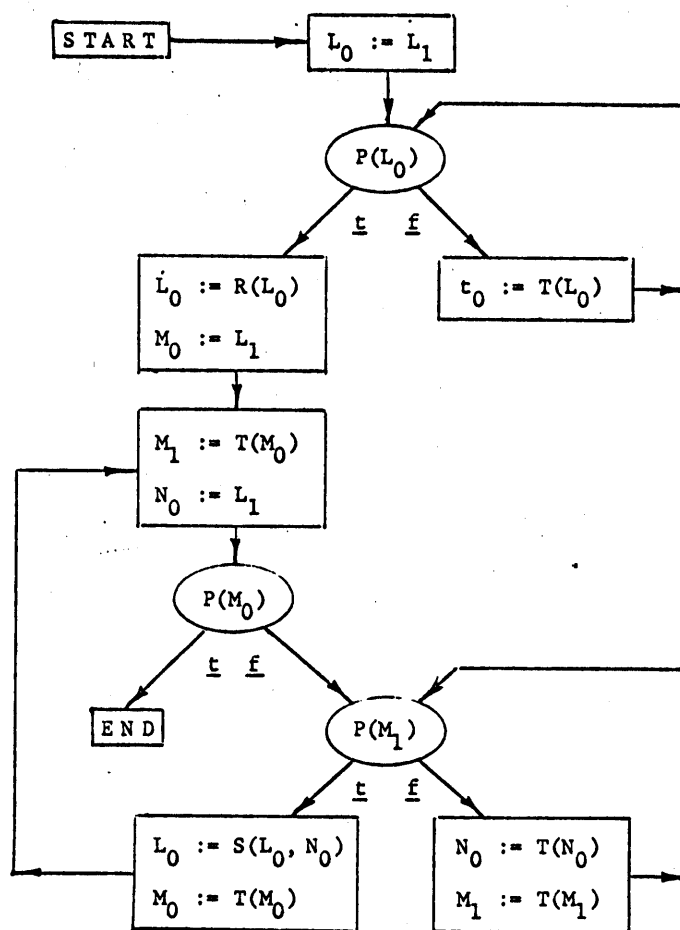 START
L₀ := L₁
P(L₀)
t f
L₀ := R(L₀)
M₀ := L₁
t₀ := T(L₀)
M₁ := T(M₀)
N₀ := L₁
P(M₀)
t f
END
P(M₁)
t f
L₀ := S(L₀, N₀)
M₀ := T(M₀)
N₀ := T(N₀)
M₁ := T(M₁)